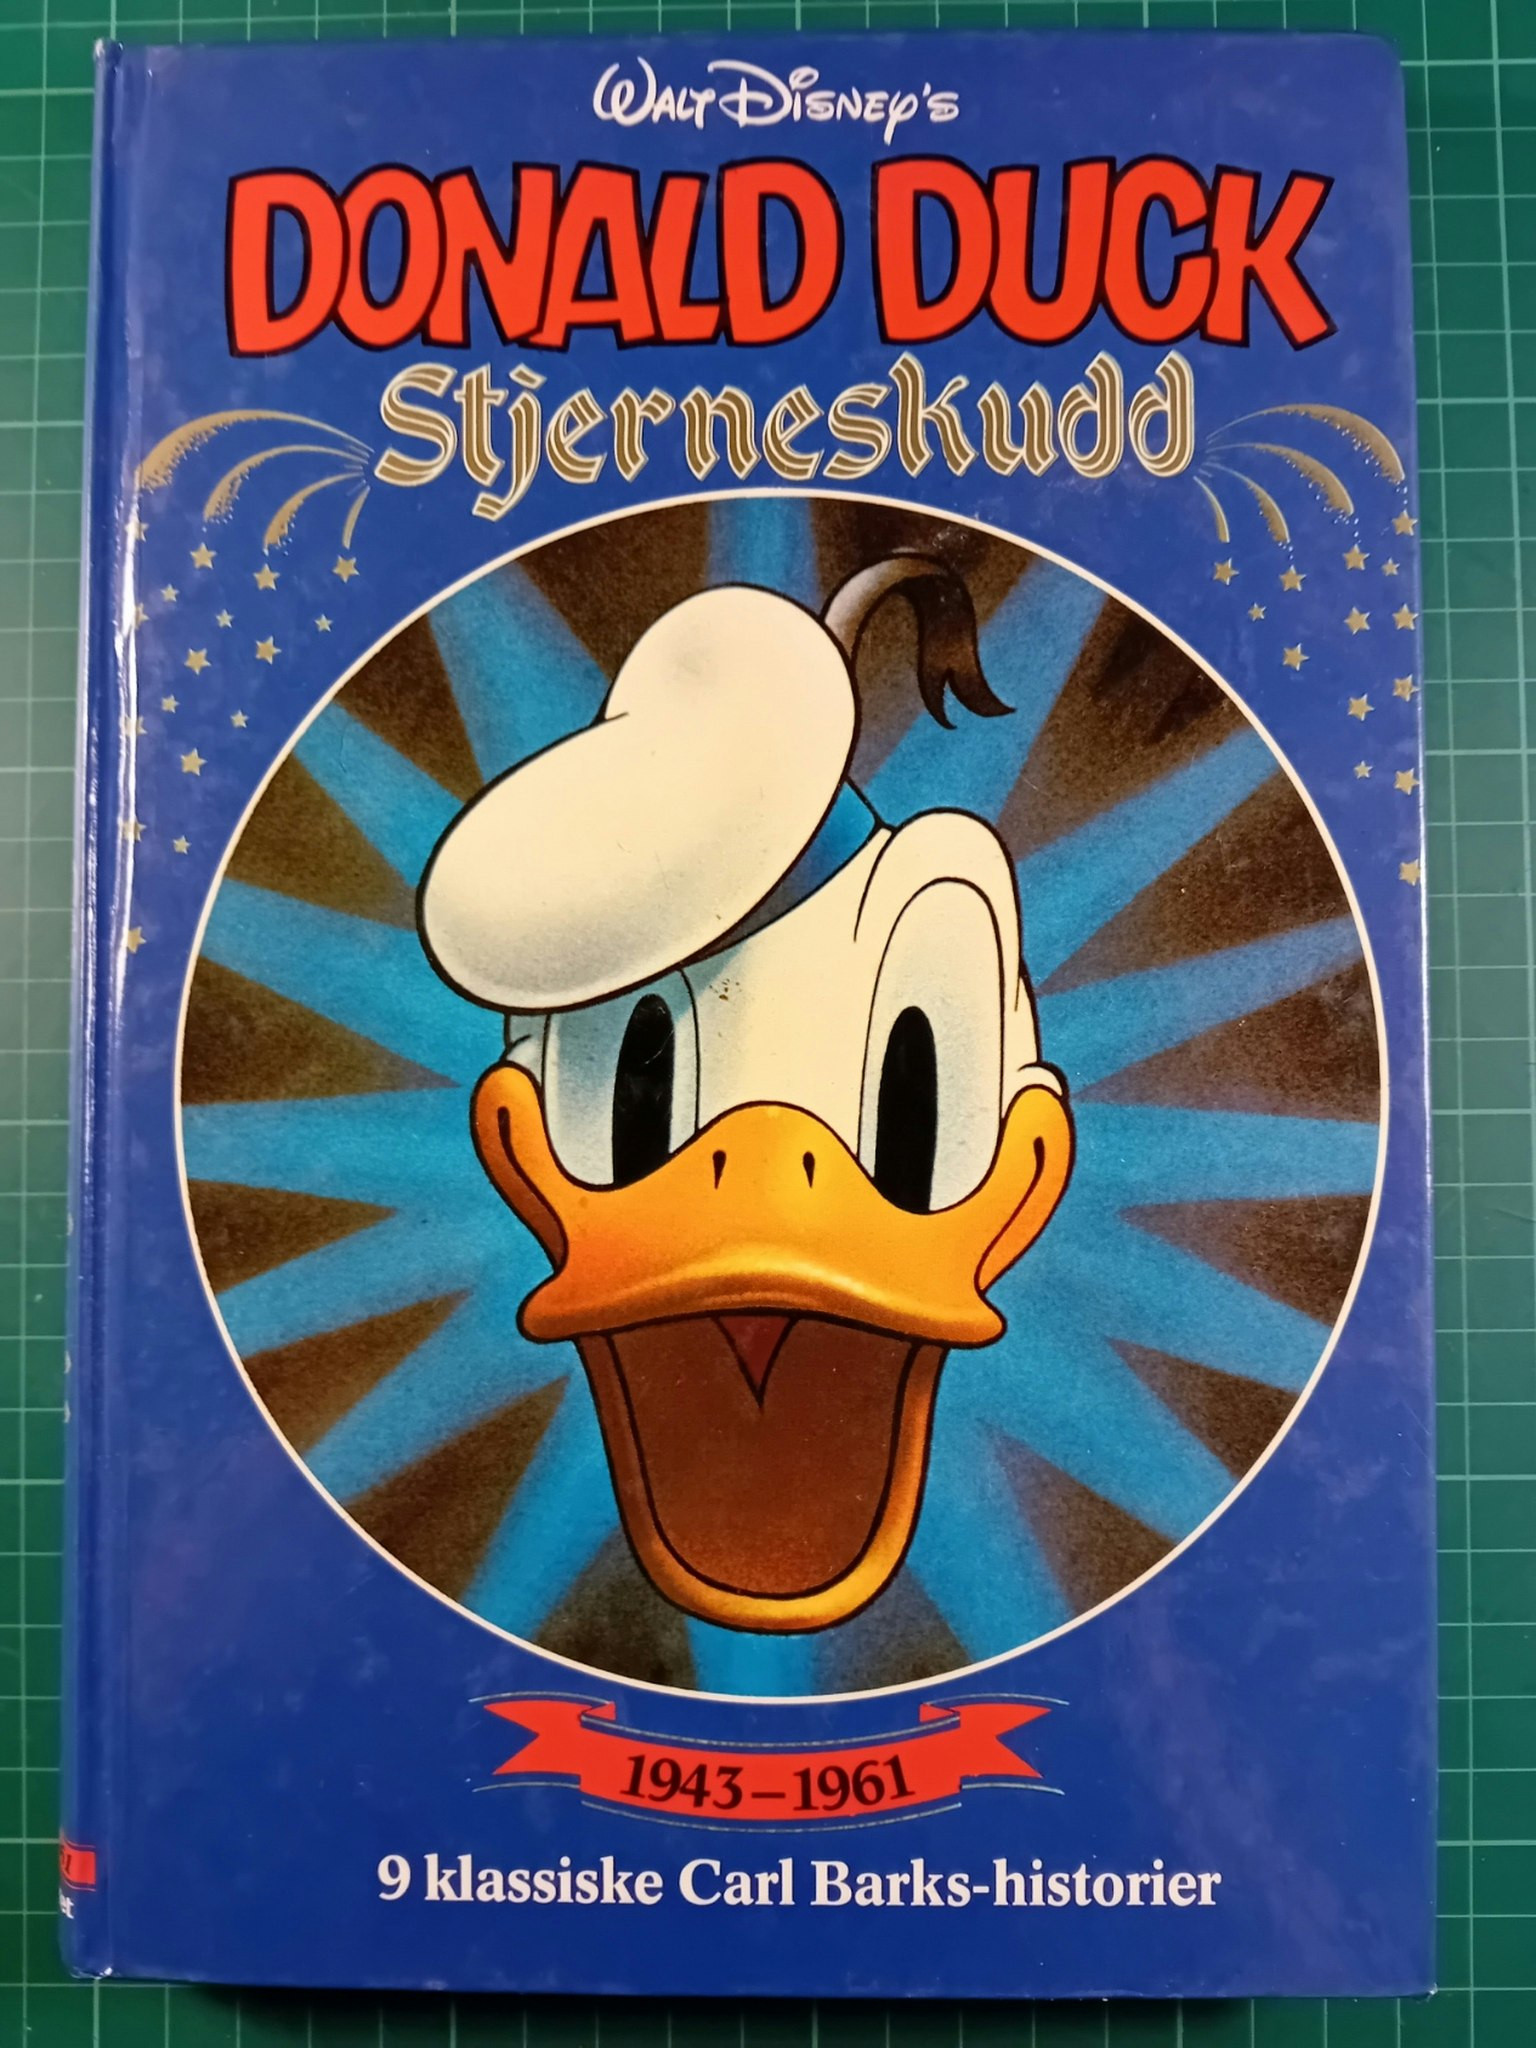 Walt Disney's
DONALD DUCK
Stjerneskudd
1943–1961
9 klassiske Carl Barks-historier